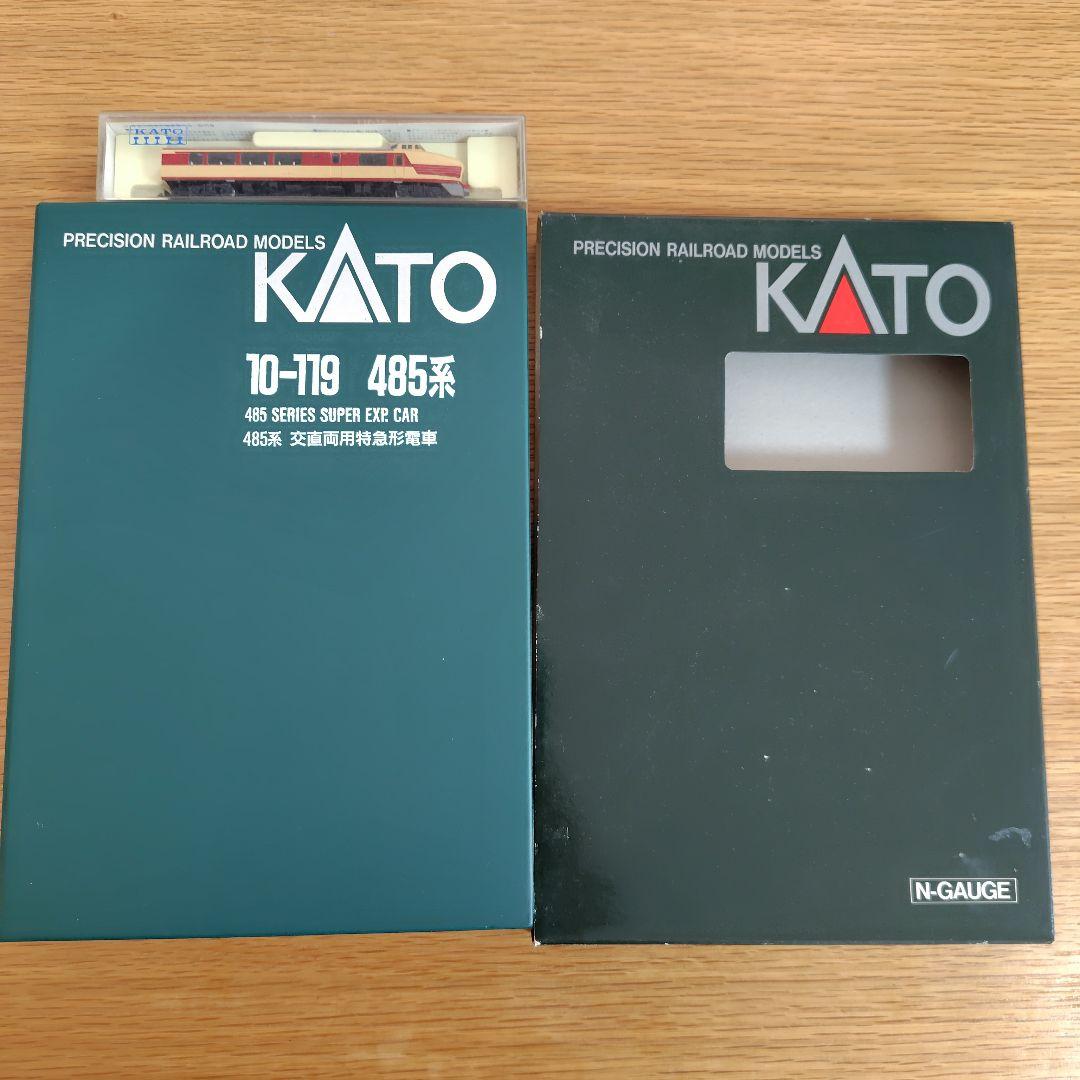 KATO
PRECISION RAILROAD MODELS
KATO
10-119 485系
485 SERIES SUPER EXP. CAR
485系 交直両用特急形電車
PRECISION RAILROAD MODELS
KATO
N-GAUGE